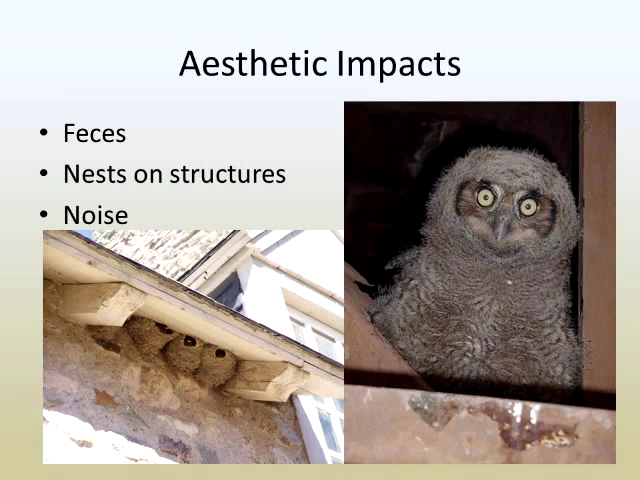 Aesthetic Impacts
• Feces
• Nests on structures
• Noise